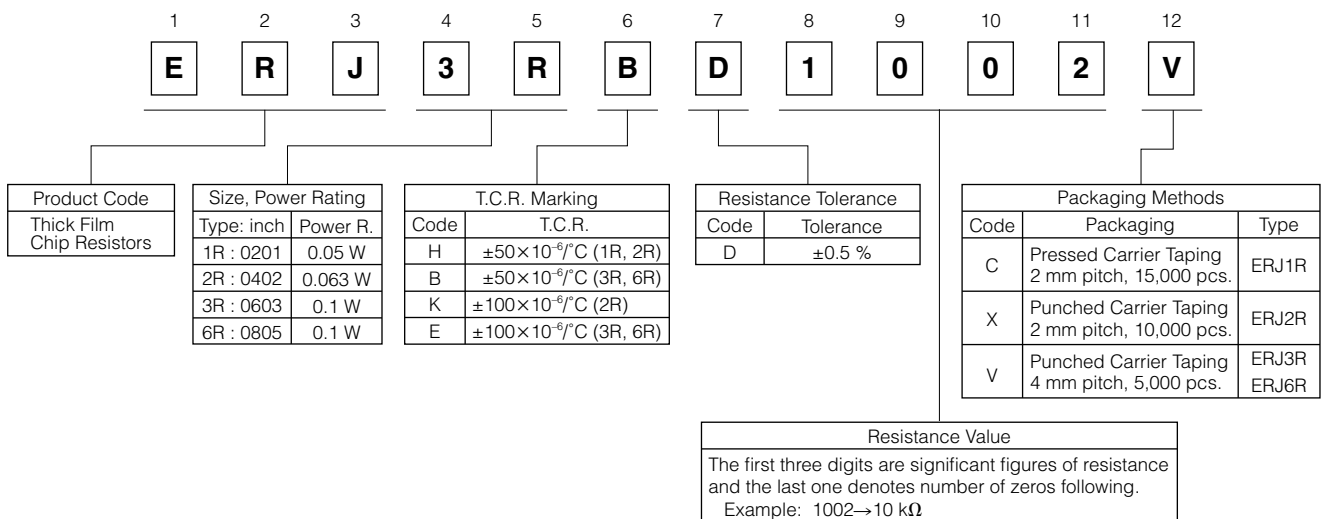 1 2 3 4 5 6 7 8 9 10 11 12
E R J 3 R B D 1 0 0 2 V
Product Code
Thick Film
Chip Resistors
Size, Power Rating
Type: inch Power R.
1R : 0201 0.05 W
2R : 0402 0.063 W
3R : 0603 0.1 W
6R : 0805 0.1 W
T.C.R. Marking
Code T.C.R.
H ±50×10⁻⁶/°C (1R, 2R)
B ±50×10⁻⁶/°C (3R, 6R)
K ±100×10⁻⁶/°C (2R)
E ±100×10⁻⁶/°C (3R, 6R)
Resistance Tolerance
Code Tolerance
D ±0.5 %
Packaging Methods
Code Packaging Type
C Pressed Carrier Taping
2 mm pitch, 15,000 pcs. ERJ1R
X Punched Carrier Taping
2 mm pitch, 10,000 pcs. ERJ2R
V Punched Carrier Taping ERJ3R
4 mm pitch, 5,000 pcs. ERJ6R
Resistance Value
The first three digits are significant figures of resistance
and the last one denotes number of zeros following.
Example: 1002→10 kΩ